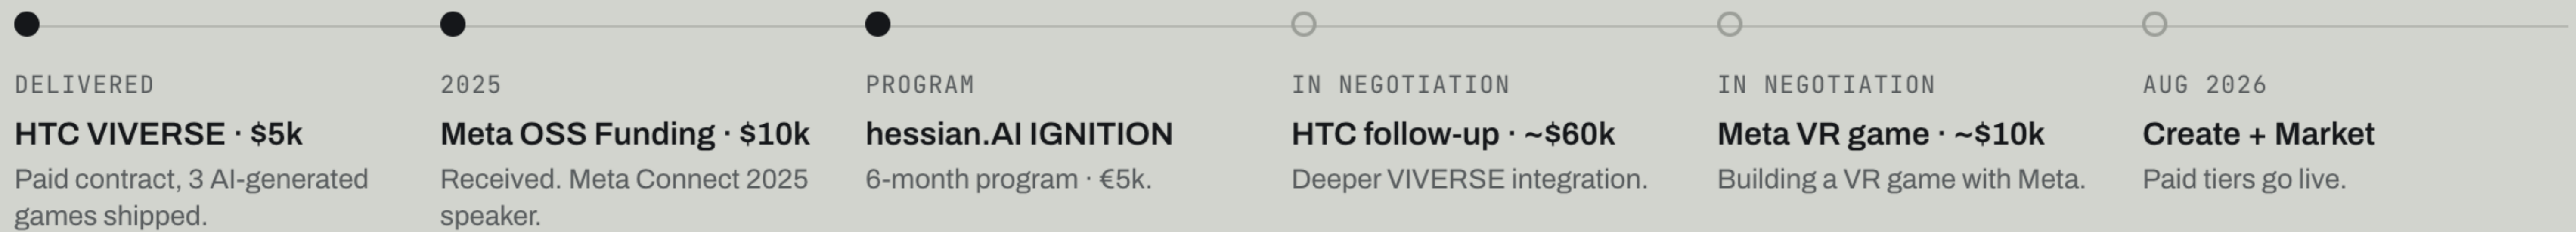 DELIVERED
HTC VIVERSE · $5k
Paid contract, 3 AI-generated
games shipped.
2025
Meta OSS Funding · $10k
Received. Meta Connect 2025
speaker.
PROGRAM
hessian.AI IGNITION
6-month program · €5k.
IN NEGOTIATION
HTC follow-up · ~$60k
Deeper VIVERSE integration.
IN NEGOTIATION
Meta VR game · ~$10k
Building a VR game with Meta.
AUG 2026
Create + Market
Paid tiers go live.